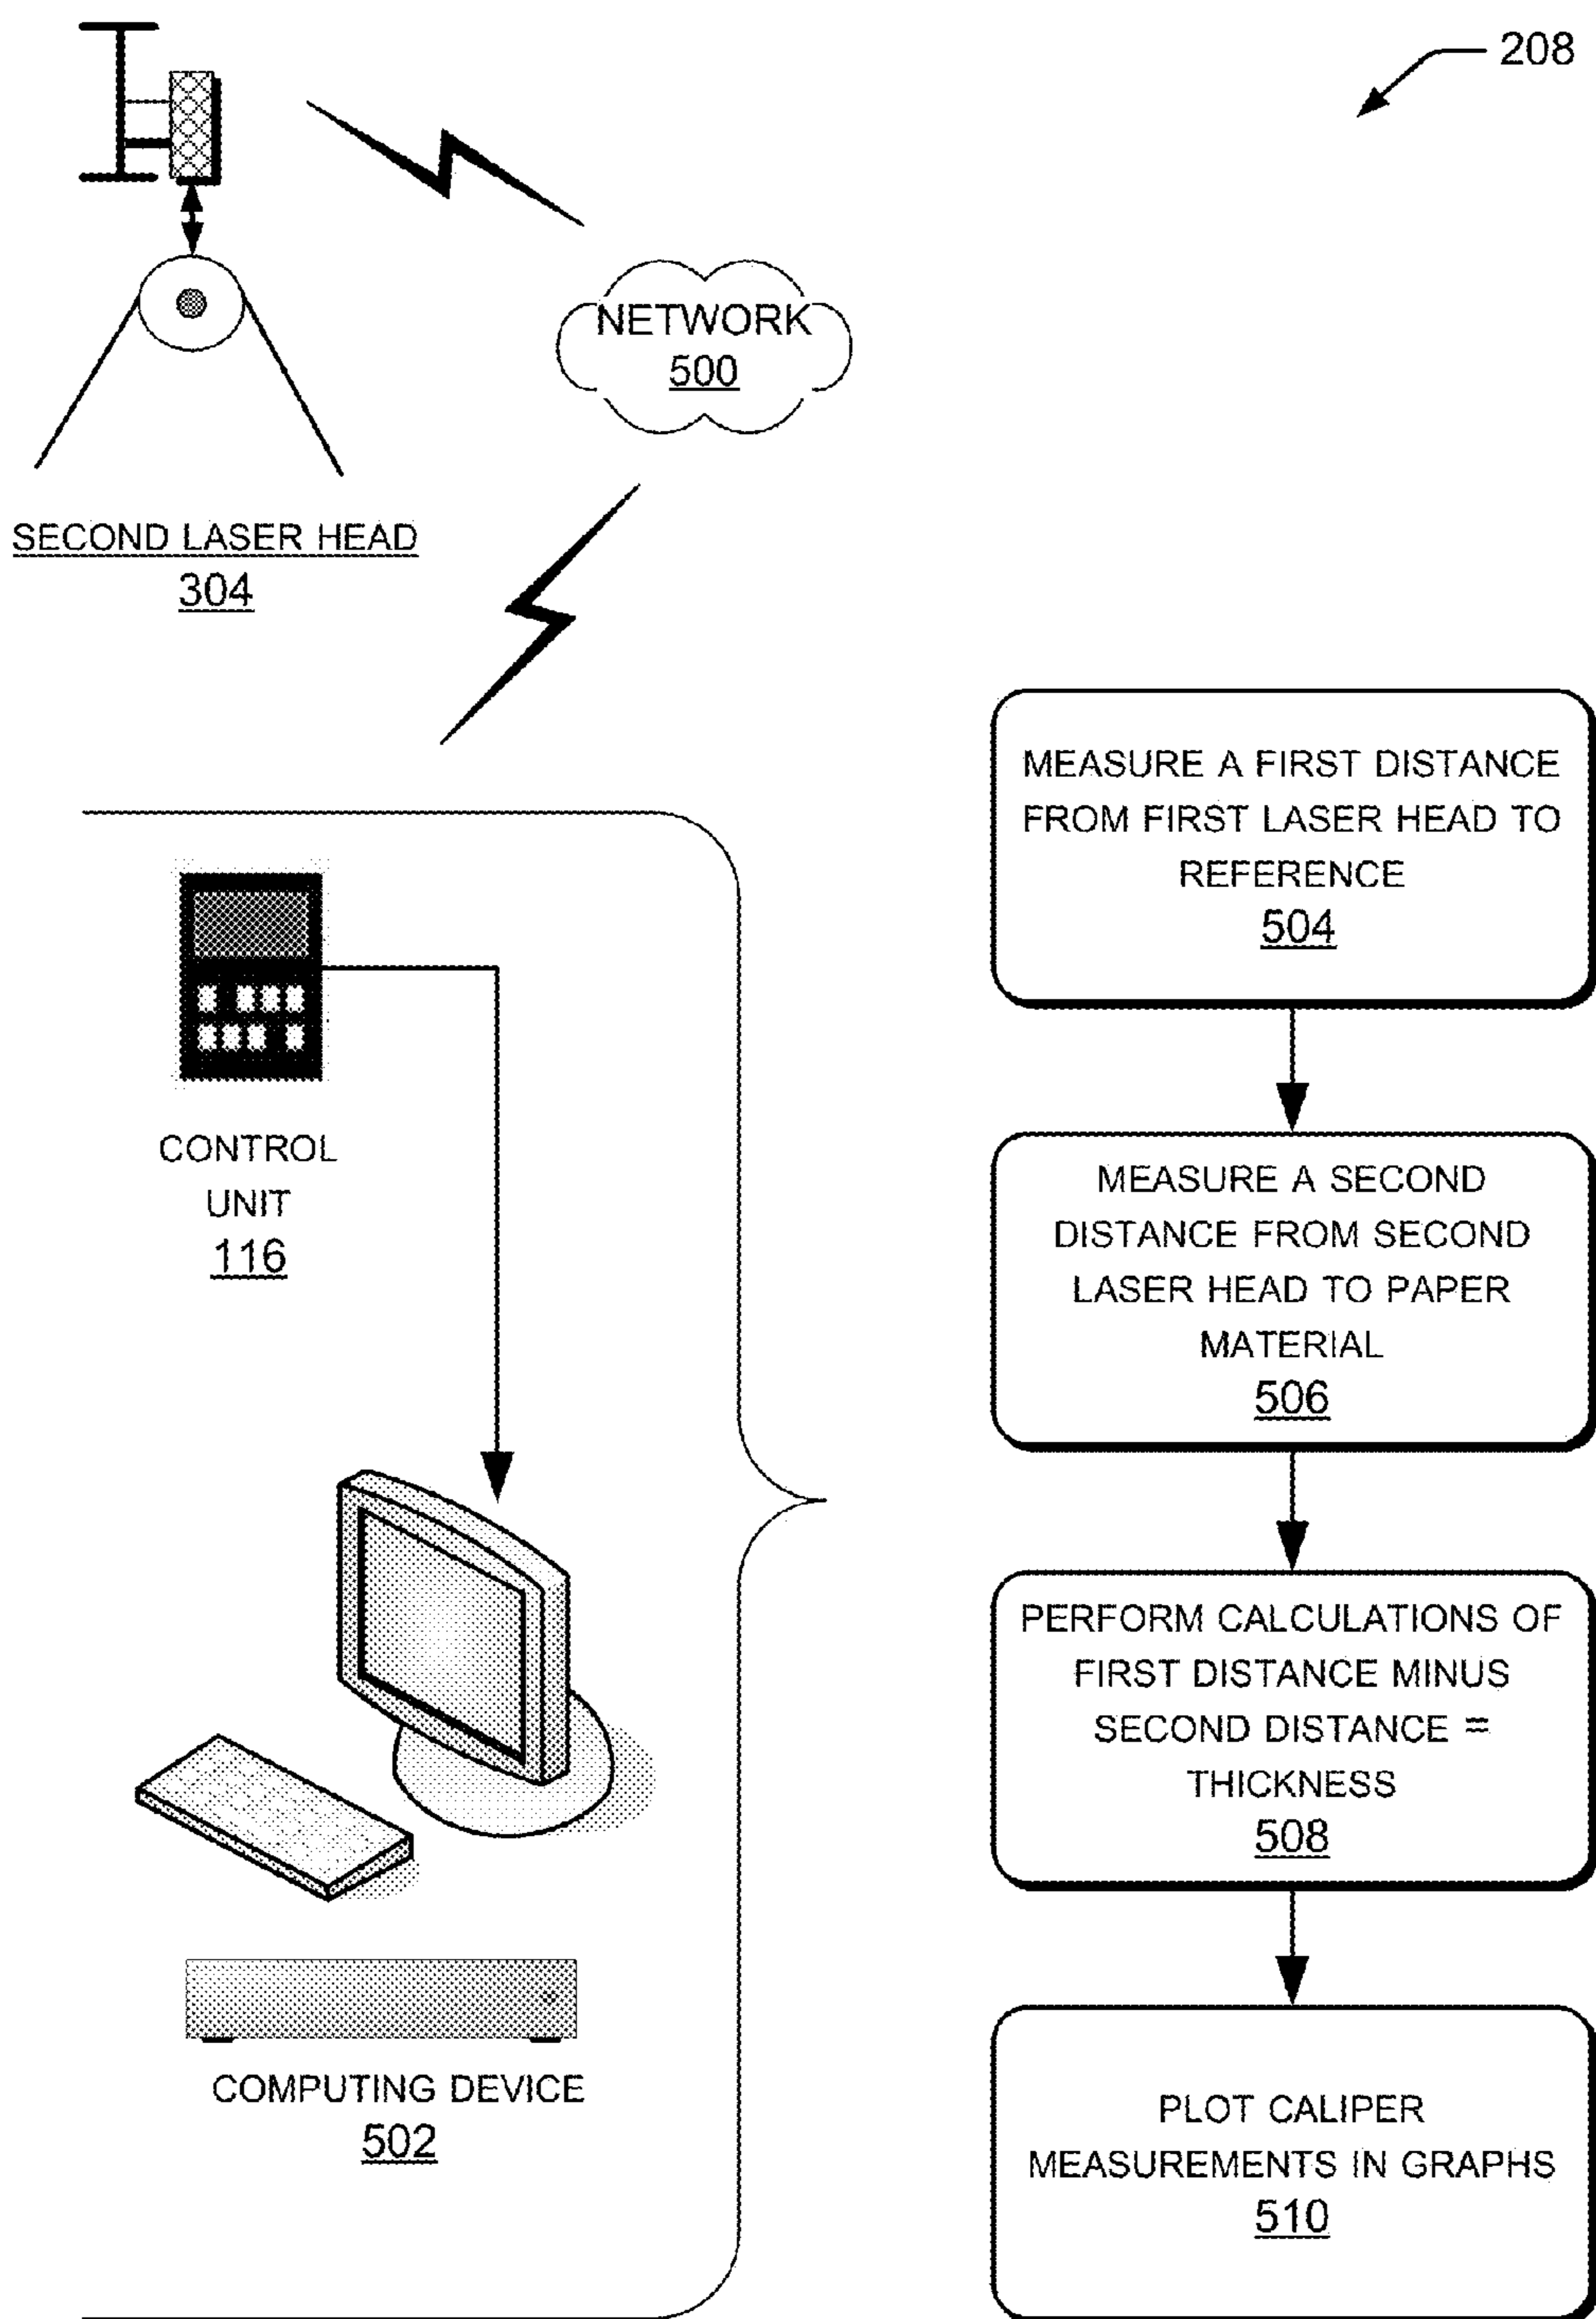 208
NETWORK
500
SECOND LASER HEAD
304
CONTROL
UNIT
116
COMPUTING DEVICE
502
MEASURE A FIRST DISTANCE
FROM FIRST LASER HEAD TO
REFERENCE
504
MEASURE A SECOND
DISTANCE FROM SECOND
LASER HEAD TO PAPER
MATERIAL
506
PERFORM CALCULATIONS OF
FIRST DISTANCE MINUS
SECOND DISTANCE =
THICKNESS
508
PLOT CALIPER
MEASUREMENTS IN GRAPHS
510